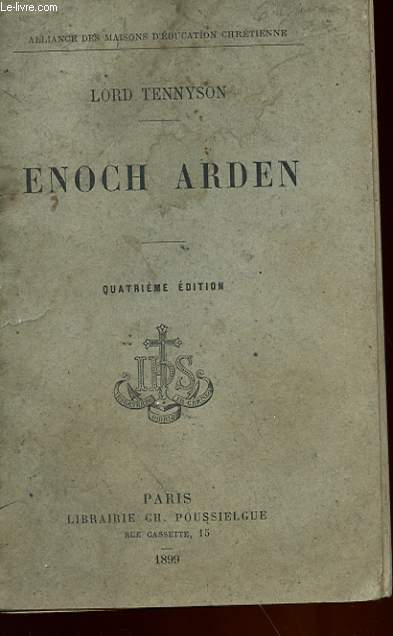 Le-livre.com
ALLIANCE DES MAISONS D'ÉDUCATION CHRÉTIENNE
LORD TENNYSON
ENOCH ARDEN
QUATRIÈME ÉDITION
IHS
PARIS
LIBRAIRIE CH. POUSSIELGUE
RUE CASSETTE, 15
1899